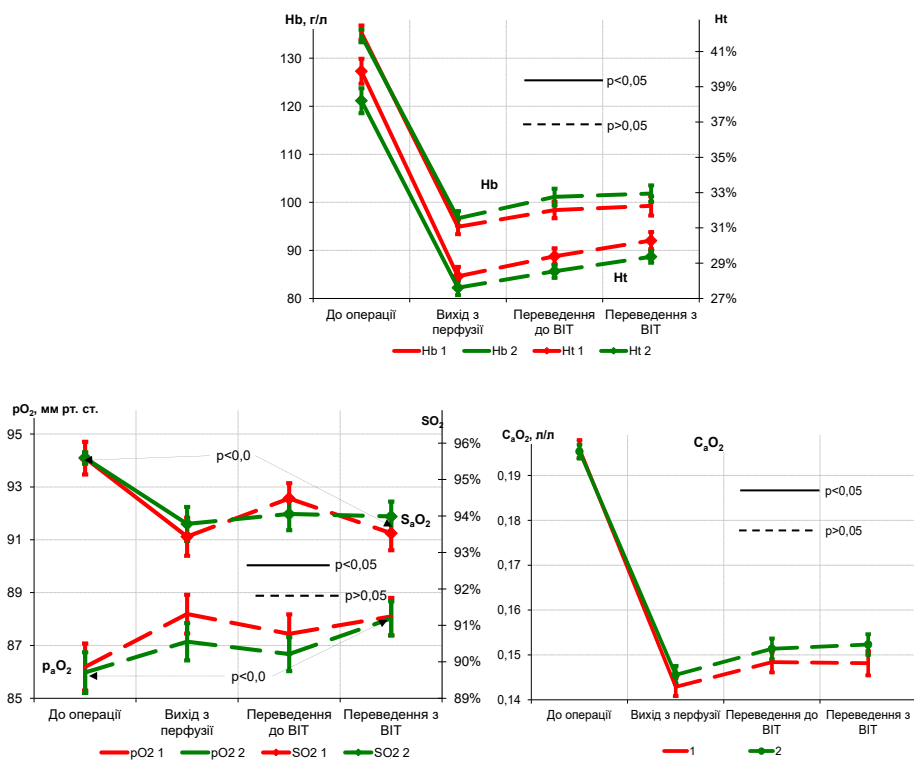 Hb, г/л
Ht
130
120
110
100
90
80
41%
39%
37%
35%
33%
31%
29%
27%
p<0,05
p>0,05
Hb
Ht
До операції
Вихід з перфузії
Переведення до ВІТ
Переведення з ВІТ
Hb 1
Hb 2
Ht 1
Ht 2
pO₂, мм рт. ст.
SO₂
95
93
91
89
87
85
96%
95%
94%
93%
92%
91%
90%
89%
p<0,0
SₐO₂
p<0,05
p>0,05
pₐO₂
p<0,0
До операції
Вихід з перфузії
Переведення до ВІТ
Переведення з ВІТ
pO2 1
pO2 2
SO2 1
SO2 2
CₐO₂, л/л
CₐO₂
0,19
0,18
0,17
0,16
0,15
0,14
p<0,05
p>0,05
До операції
Вихід з перфузії
Переведення до ВІТ
Переведення з ВІТ
1
2